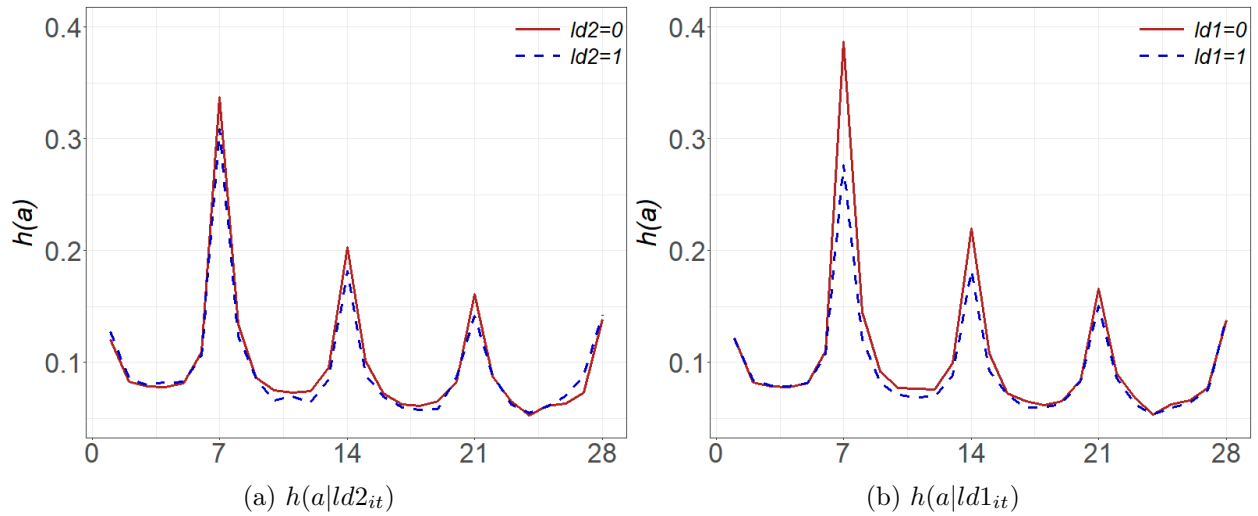 0.4
0.3
0.2
0.1
h(a)
0 7 14 21 28
ld2=0
ld2=1
(a) h(a|ld2it)
0.4
0.3
0.2
0.1
h(a)
0 7 14 21 28
ld1=0
ld1=1
(b) h(a|ld1it)